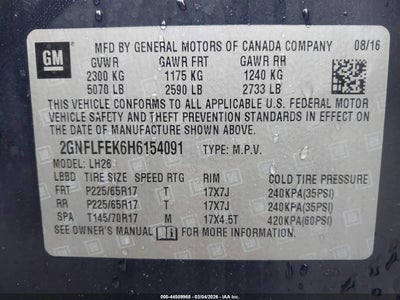 GM
MFD BY GENERAL MOTORS OF CANADA COMPANY 08/16
GVWR GAWR FRT GAWR RR
2300 KG 1175 KG 1240 KG
5070 LB 2590 LB 2733 LB
THIS VEHICLE CONFORMS TO ALL APPLICABLE U.S. FEDERAL MOTOR
VEHICLE SAFETY AND THEFT PREVENTION STANDARDS IN EFFECT ON
THE DATE OF MANUFACTURE SHOWN ABOVE.
2GNFLFEK6H6154091 TYPE: M.P.V.
MODEL: LH26
LBBD TIRE SIZE SPEED RTG RIM COLD TIRE PRESSURE
FRT P225/65R17 T 17X7J 240KPA(35PSI)
RR P225/65R17 T 17X7J 240KPA(35PSI)
SPA T145/70R17 M 17X4.5T 420KPA(60PSI)
SEE OWNER'S MANUAL FOR MORE INFORMATION.
000-44509968 - 03/04/2026 - IAA Chicago